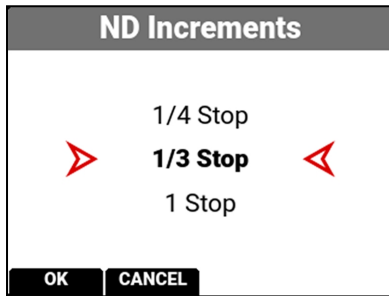 ND Increments
1/4 Stop
1/3 Stop
1 Stop
OK CANCEL